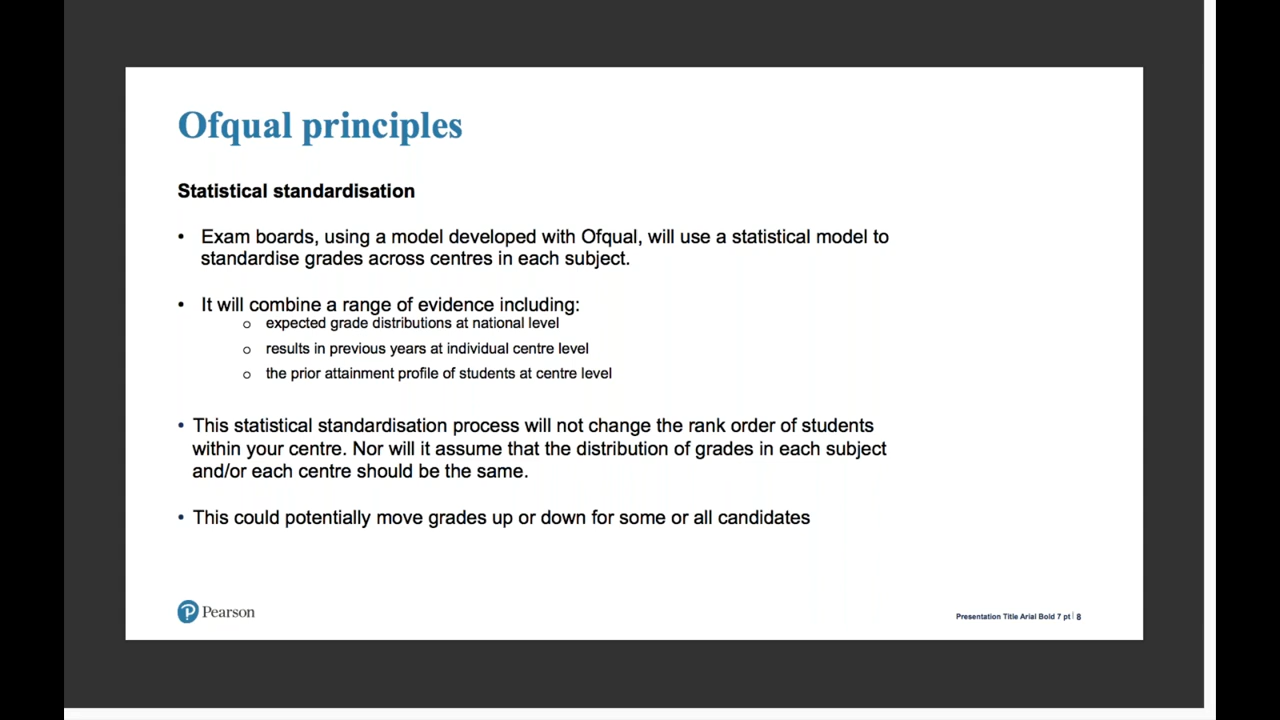 Ofqual principles
Statistical standardisation
• Exam boards, using a model developed with Ofqual, will use a statistical model to
standardise grades across centres in each subject.
• It will combine a range of evidence including:
o expected grade distributions at national level
o results in previous years at individual centre level
o the prior attainment profile of students at centre level
• This statistical standardisation process will not change the rank order of students
within your centre. Nor will it assume that the distribution of grades in each subject
and/or each centre should be the same.
• This could potentially move grades up or down for some or all candidates
P Pearson
Presentation Title Arial Bold 7 pt | 8